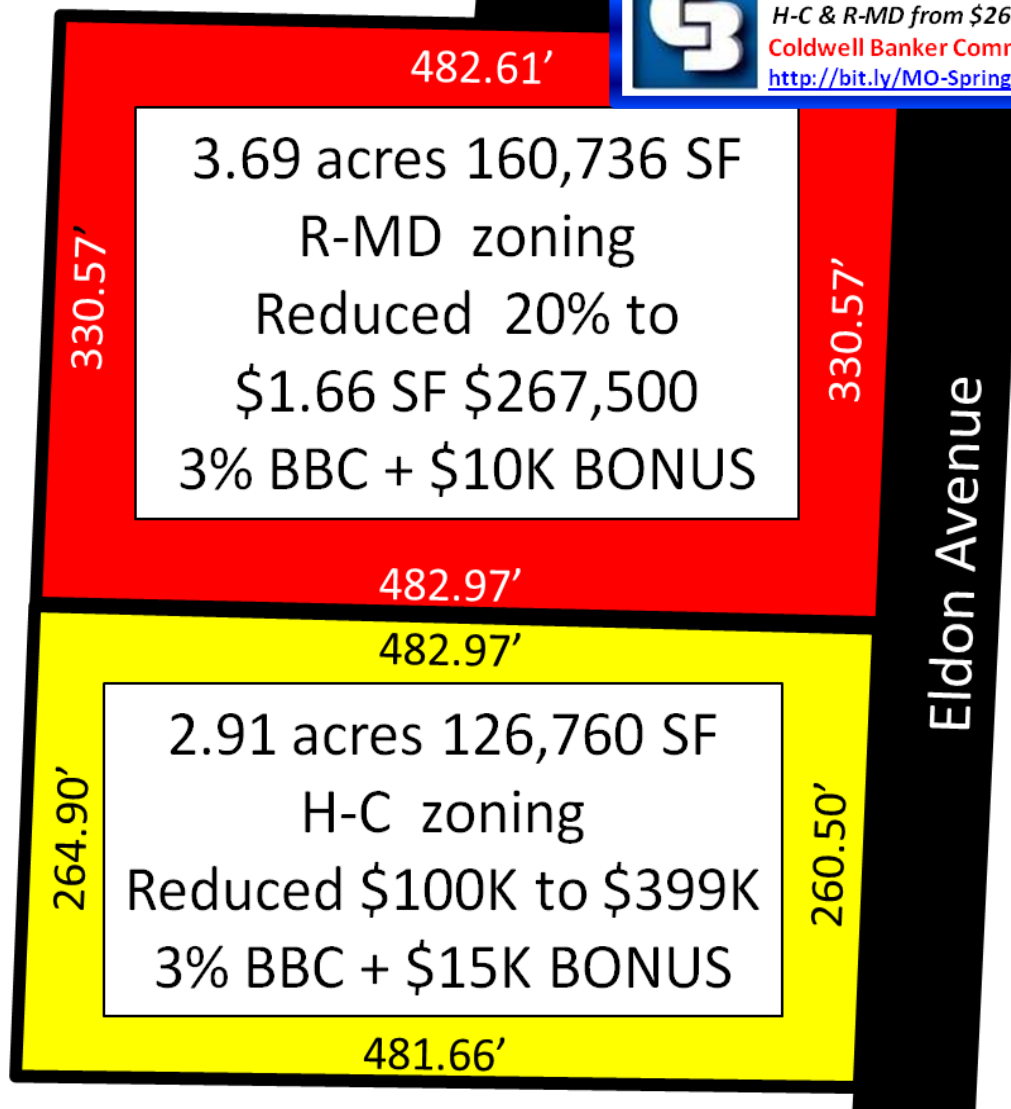 H-C & R-MD from $26
Coldwell Banker Comm
http://bit.ly/MO-Spring
482.61’
3.69 acres 160,736 SF
R-MD zoning
Reduced 20% to
$1.66 SF $267,500
3% BBC + $10K BONUS
330.57’
330.57’
482.97’
Eldon Avenue
482.97’
2.91 acres 126,760 SF
H-C zoning
Reduced $100K to $399K
3% BBC + $15K BONUS
264.90’
260.50’
481.66’